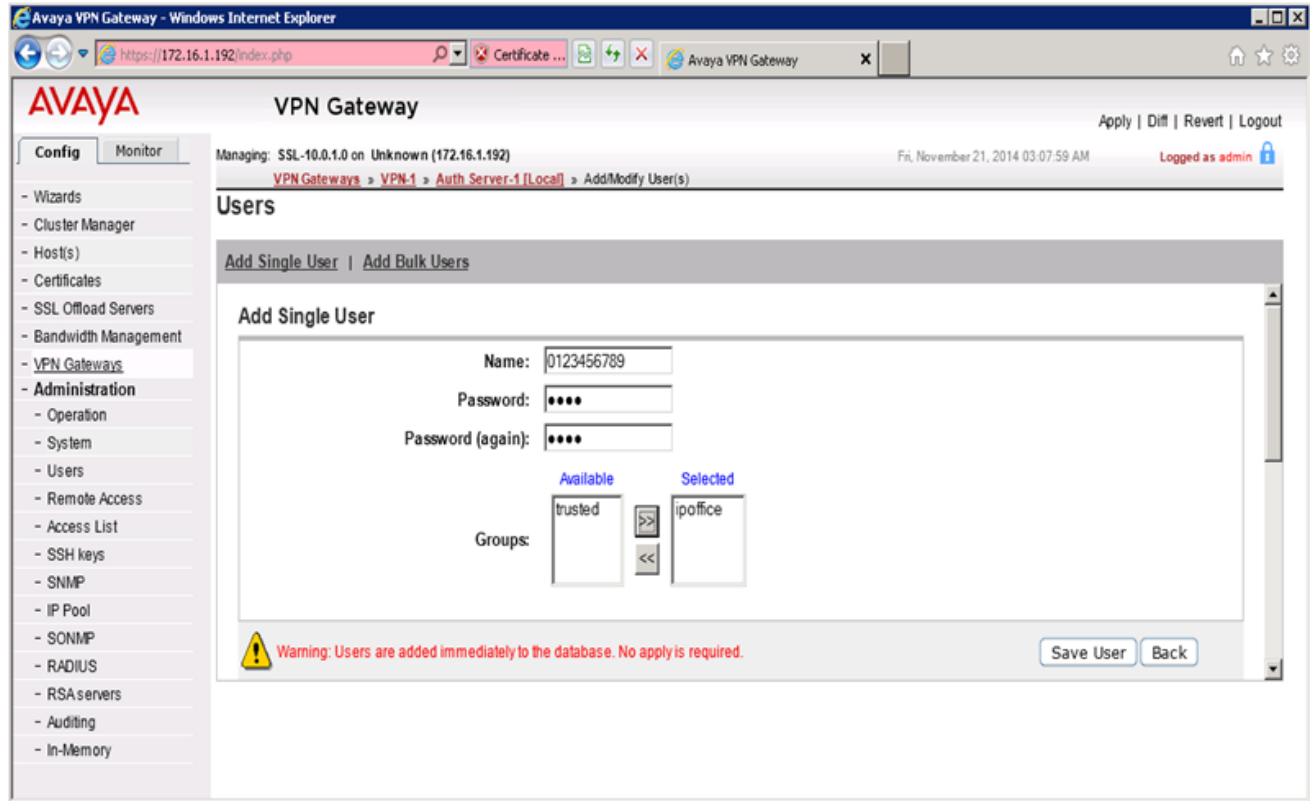 Avaya VPN Gateway - Windows Internet Explorer
https://172.16.1.192/index.php
Certificate ...
Avaya VPN Gateway
x
AVAYA
VPN Gateway
Apply | Diff | Revert | Logout
Config
Monitor
Managing: SSL-10.0.1.0 on Unknown (172.16.1.192)
Fri, November 21, 2014 03:07:59 AM
Logged as admin
VPN Gateways » VPN-1 » Auth Server-1 [Local] » Add/Modify User(s)
Users
- Wizards
- Cluster Manager
- Host(s)
- Certificates
- SSL Offload Servers
- Bandwidth Management
- VPN Gateways
- Administration
- Operation
- System
- Users
- Remote Access
- Access List
- SSH keys
- SNMP
- IP Pool
- SONMP
- RADIUS
- RSA servers
- Auditing
- In-Memory
Add Single User | Add Bulk Users
Add Single User
Name: 0123456789
Password: ••••
Password (again): ••••
Available
Selected
Groups:
trusted
>>
<<
ipoffice
Warning: Users are added immediately to the database. No apply is required.
Save User
Back